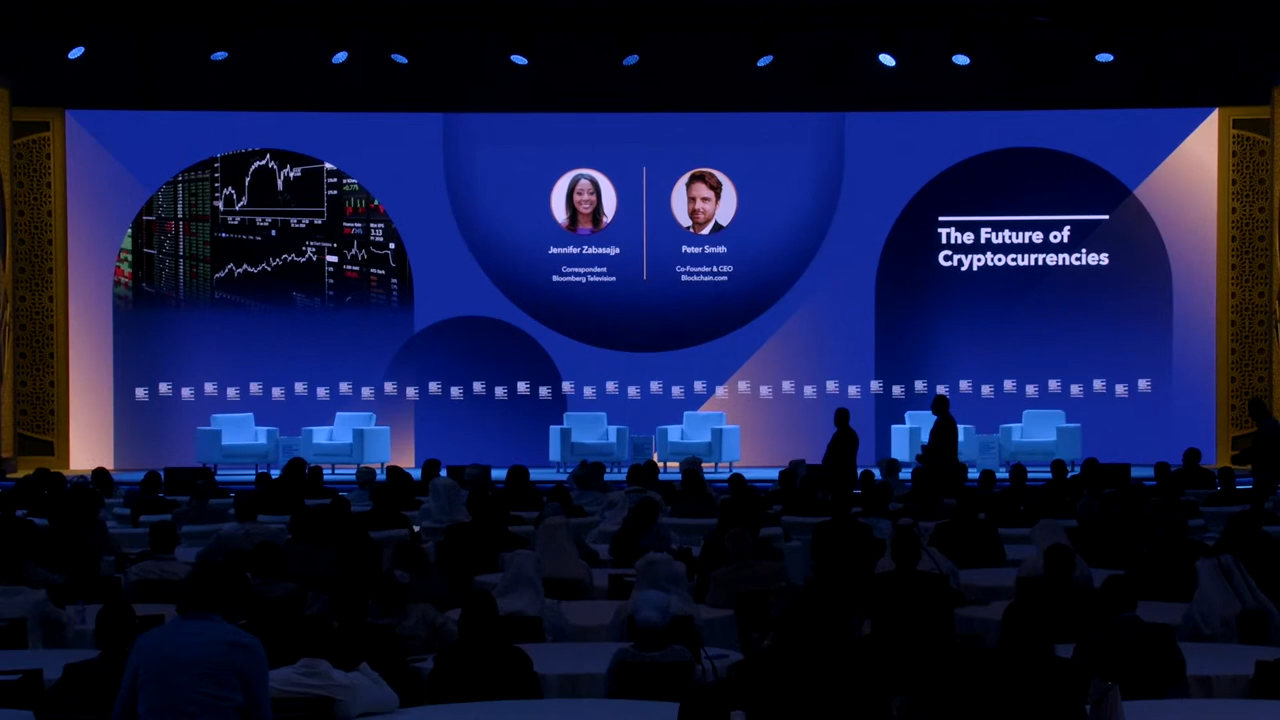 Jennifer Zabasajja
Correspondent
Bloomberg Television
Peter Smith
Co-Founder & CEO
Blockchain.com
The Future of
Cryptocurrencies